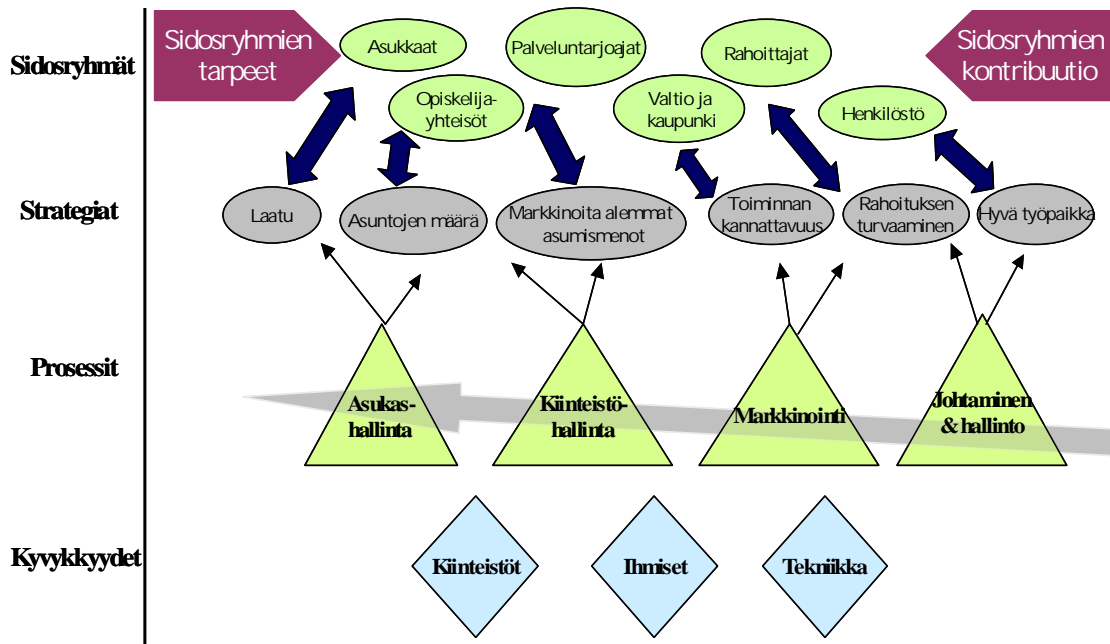 Sidosryhmät
Sidosryhmien
tarpeet
Asukkaat
Palveluntarjoajat
Rahoittajat
Sidosryhmien
kontribuutio
Opiskelija-
yhteisöt
Valtio ja
kaupunki
Henkilöstö
Strategiat
Laatu
Asuntojen määrä
Markkinoita alemmat
asumismenot
Toiminnan
kannattavuus
Rahoituksen
turvaaminen
Hyvä työpaikka
Prosessit
Asukas-
hallinta
Kiinteistö-
hallinta
Markkinointi
Johtaminen
& hallinto
Kyvykkyydet
Kiinteistöt
Ihmiset
Tekniikka